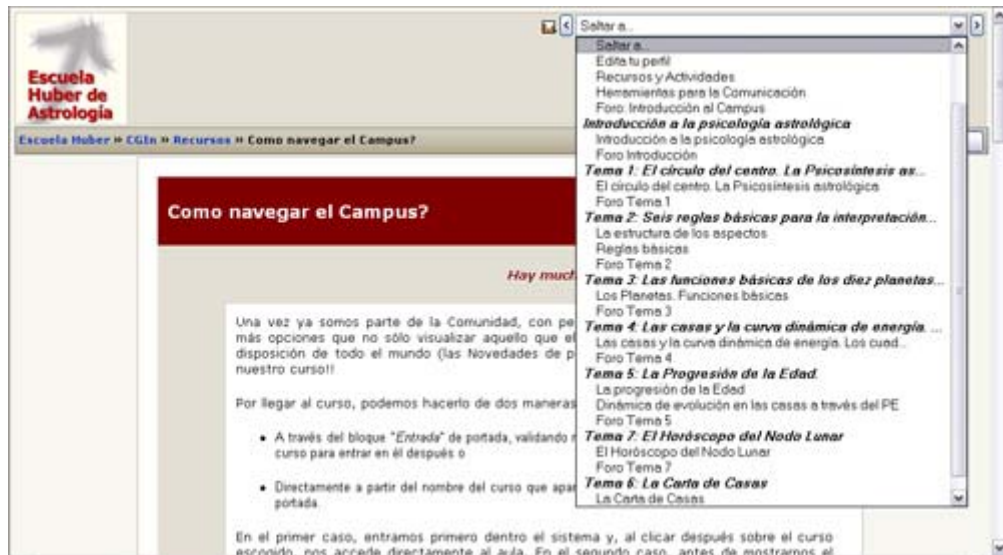 Saltar a...
Escuela
Huber de
Astrología
Saltar a...
Edita tu perfil
Recursos y Actividades
Herramientas para la Comunicación
Foro: Introducción al Campus
Introducción a la psicología astrológica
Introducción a la psicología astrológica
Foro Introducción
Tema 1: El círculo del centro. La Psicosíntesis as...
El círculo del centro. La Psicosíntesis astrológica
Foro Tema 1
Tema 2: Seis reglas básicas para la interpretación...
La estructura de los aspectos
Reglas básicas
Foro Tema 2
Tema 3: Las funciones básicas de los diez planetas...
Los Planetas. Funciones básicas
Foro Tema 3
Tema 4: Las casas y la curva dinámica de energía. ...
Las casas y la curva dinámica de energía. Los cuad...
Foro Tema 4
Tema 5: La Progresión de la Edad.
La progresión de la Edad
Dinámica de evolución en las casas a través del PE
Foro Tema 5
Tema 7: El Horóscopo del Nodo Lunar
El Horóscopo del Nodo Lunar
Foro Tema 7
Tema 6: La Carta de Casas
La Carta de Casas
Escuela Huber » CGIn » Recursos » Como navegar el Campus?
Como navegar el Campus?
Hay much
Una vez ya somos parte de la Comunidad, con pe
más opciones que no sólo visualizar aquello que el
disposición de todo el mundo (las Novedades de p
nuestro curso!!
Por llegar al curso, podemos hacerlo de dos maneras
• A través del bloque "Entrada" de portada, validando
curso para entrar en él después o
• Directamente a partir del nombre del curso que apar
portada.
En el primer caso, entramos primero dentro el sistema y, al clicar después sobre el curso
escogido, nos accede directamente al aula. En el segundo caso, antes de mostrarnos el